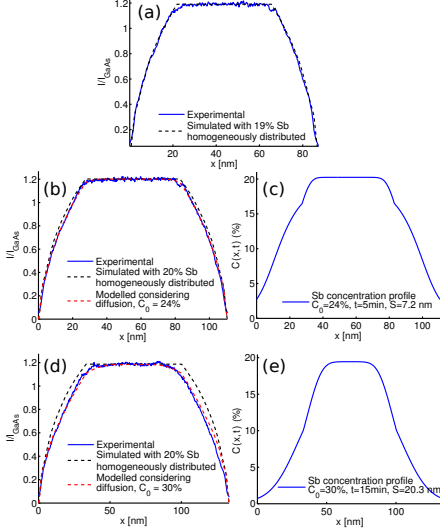 (a)
I/I_GaAs
1.2
0.8
0.6
0.4
0.2
20
40
60
80
x [nm]
Experimental
Simulated with 19% Sb
homogeneously distributed
(b)
I/I_GaAs
1.2
1
0.8
0.6
0.4
0.2
0
0
20
40
60
80
100
x [nm]
Experimental
Simulated with 20% Sb
homogeneously distributed
Modelled considering
diffusion, C_0 = 24%
(c)
C(x,t) (%)
25
20
15
10
5
0
0
20
40
60
80
100
x [nm]
Sb concentration profile
C_0=24%, t=5min, S=7.2 nm
(d)
I/I_GaAs
1.2
1
0.8
0.6
0.4
0.2
0
0
50
100
x [nm]
Experimental
Simulated with 20% Sb
homogeneously distributed
Modelled considering
diffusion, C_0 = 30%
(e)
C(x,t) (%)
20
15
10
5
0
0
50
100
x [nm]
Sb concentration profile
C_0=30%, t=15min, S=20.3 nm